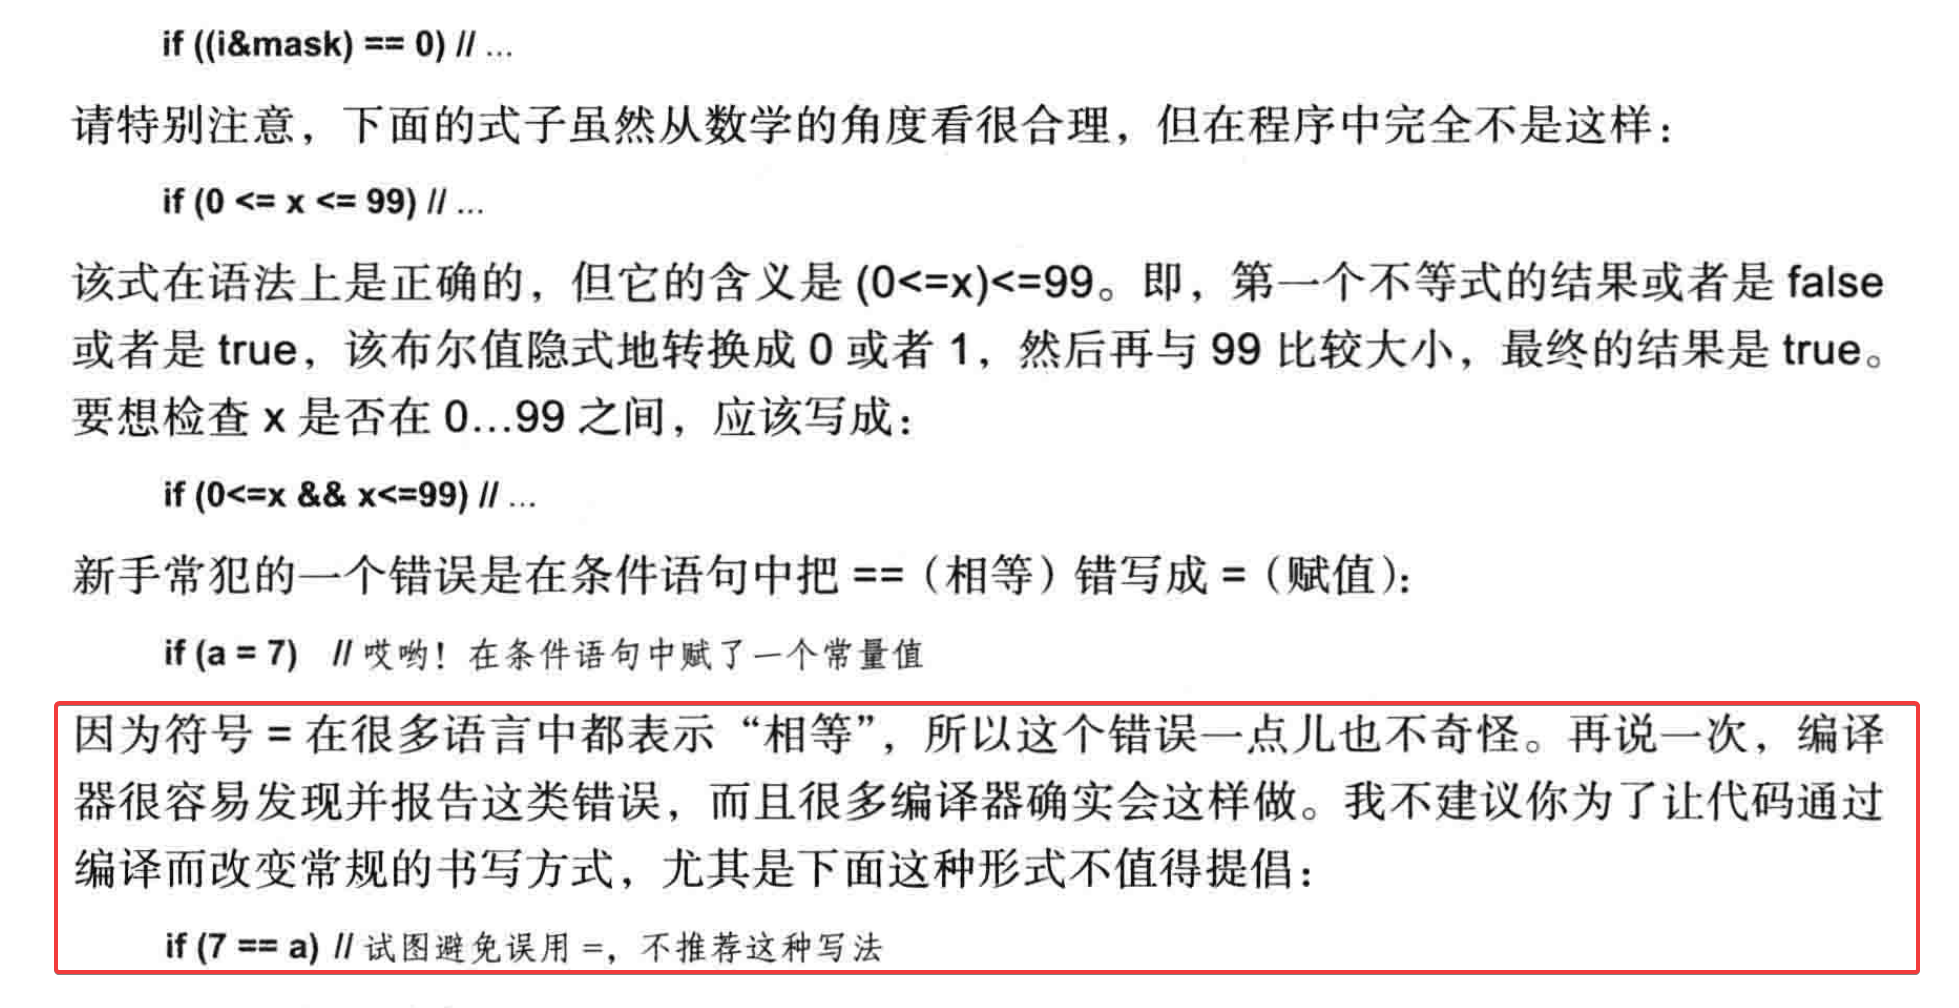 if ((i&mask) == 0) // ...
请特别注意，下面的式子虽然从数学的角度看很合理，但在程序中完全不是这样：
if (0 <= x <= 99) // ...
该式在语法上是正确的，但它的含义是 (0<=x)<=99。即，第一个不等式的结果或者是 false
或者是 true，该布尔值隐式地转换成 0 或者 1，然后再与 99 比较大小，最终的结果是 true。
要想检查 x 是否在 0...99 之间，应该写成：
if (0<=x && x<=99) // ...
新手常犯的一个错误是在条件语句中把 ==（相等）错写成 =（赋值）：
if (a = 7) // 哎哟！在条件语句中赋了一个常量值
因为符号 = 在很多语言中都表示“相等”，所以这个错误一点儿也不奇怪。再说一次，编译
器很容易发现并报告这类错误，而且很多编译器确实会这样做。我不建议你为了让代码通过
编译而改变常规的书写方式，尤其是下面这种形式不值得提倡：
if (7 == a) // 试图避免误用 =，不推荐这种写法